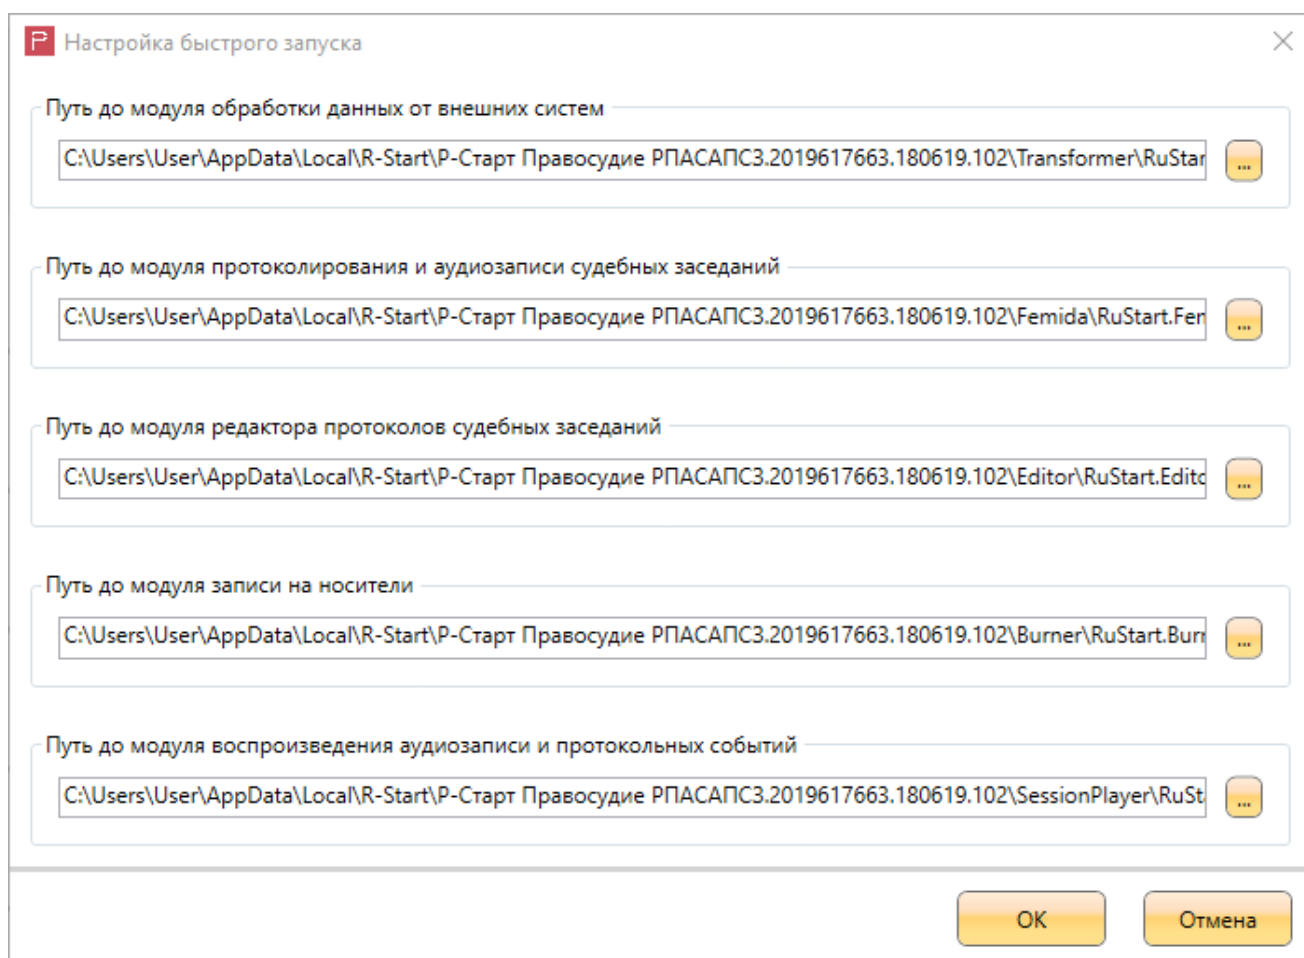 Настройка быстрого запуска
Путь до модуля обработки данных от внешних систем
C:\Users\User\AppData\Local\R-Start\Р-Старт Правосудие РПАСАПС3.2019617663.180619.102\Transformer\RuStar
...
Путь до модуля протоколирования и аудиозаписи судебных заседаний
C:\Users\User\AppData\Local\R-Start\Р-Старт Правосудие РПАСАПС3.2019617663.180619.102\Femida\RuStart.Fem
...
Путь до модуля редактора протоколов судебных заседаний
C:\Users\User\AppData\Local\R-Start\Р-Старт Правосудие РПАСАПС3.2019617663.180619.102\Editor\RuStart.Edito
...
Путь до модуля записи на носители
C:\Users\User\AppData\Local\R-Start\Р-Старт Правосудие РПАСАПС3.2019617663.180619.102\Burner\RuStart.Burn
...
Путь до модуля воспроизведения аудиозаписи и протокольных событий
C:\Users\User\AppData\Local\R-Start\Р-Старт Правосудие РПАСАПС3.2019617663.180619.102\SessionPlayer\RuSta
...
ОК Отмена